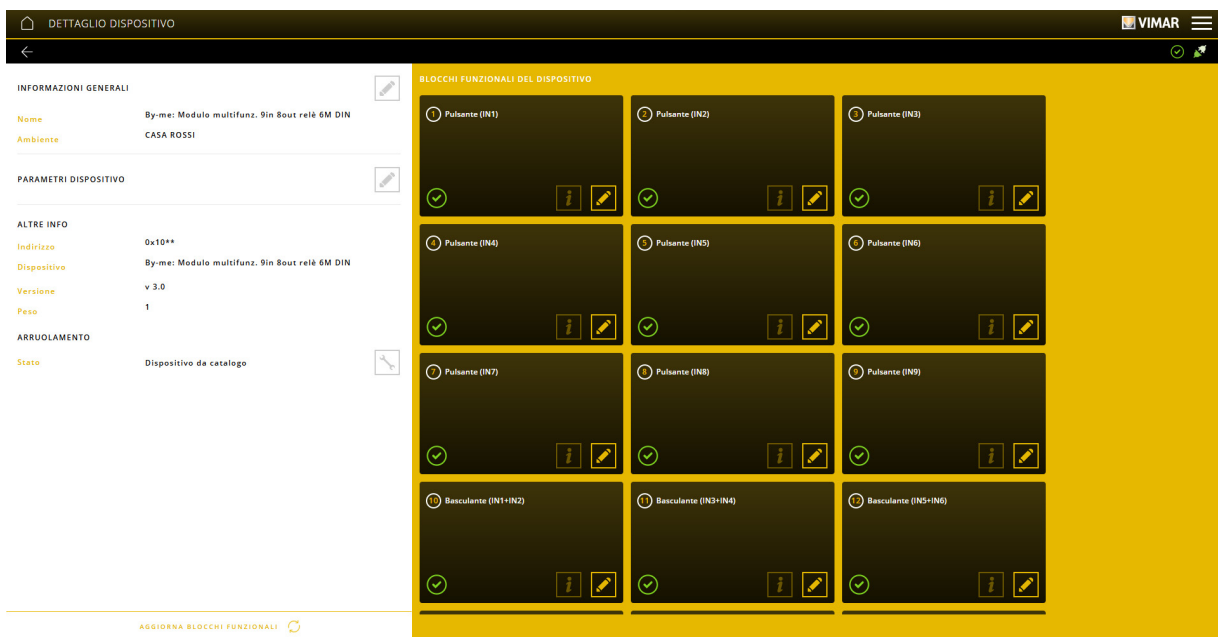 DETTAGLIO DISPOSITIVO
VIMAR
INFORMAZIONI GENERALI
Nome By-me: Modulo multifunz. 9in 8out relè 6M DIN
Ambiente CASA ROSSI
PARAMETRI DISPOSITIVO
ALTRE INFO
Indirizzo 0x10**
Dispositivo By-me: Modulo multifunz. 9in 8out relè 6M DIN
Versione v 3.0
Peso 1
ARRUOLAMENTO
Stato Dispositivo da catalogo
AGGIORNA BLOCCHI FUNZIONALI
BLOCCHI FUNZIONALI DEL DISPOSITIVO
1 Pulsante (IN1)
2 Pulsante (IN2)
3 Pulsante (IN3)
4 Pulsante (IN4)
5 Pulsante (IN5)
6 Pulsante (IN6)
7 Pulsante (IN7)
8 Pulsante (IN8)
9 Pulsante (IN9)
10 Basculante (IN1+IN2)
11 Basculante (IN3+IN4)
12 Basculante (IN5+IN6)